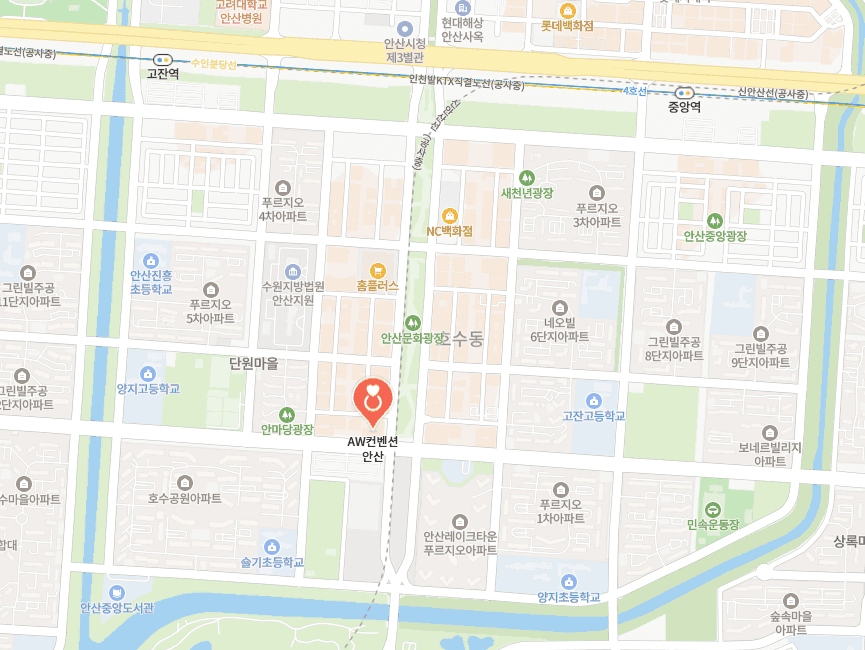 고려대학교
안산병원
안산시청
제3별관
현대해상
안산사옥
롯데백화점
노선(공사중)
고잔역
수인분당선
인천발KTX직결노선(공사중)
4호선
신안산선(공사중)
중앙역
신안산선(공사중)
푸르지오
4차아파트
새천년광장
푸르지오
3차아파트
NC백화점
안산중앙광장
그린빌주공
11단지아파트
안산진흥
초등학교
푸르지오
5차아파트
수원지방법원
안산지원
홈플러스
안산문화광장
호수동
네오빌
6단지아파트
그린빌주공
8단지아파트
그린빌주공
9단지아파트
단원마을
그린빌주공
2단지아파트
양지고등학교
안마당광장
AW컨벤션
안산
고잔고등학교
보네르빌리지
아파트
수마을아파트
호수공원아파트
안산레이크타운
푸르지오아파트
푸르지오
1차아파트
민속운동장
합대
슬기초등학교
상록마
안산중앙도서관
양지초등학교
숲속마을
아파트